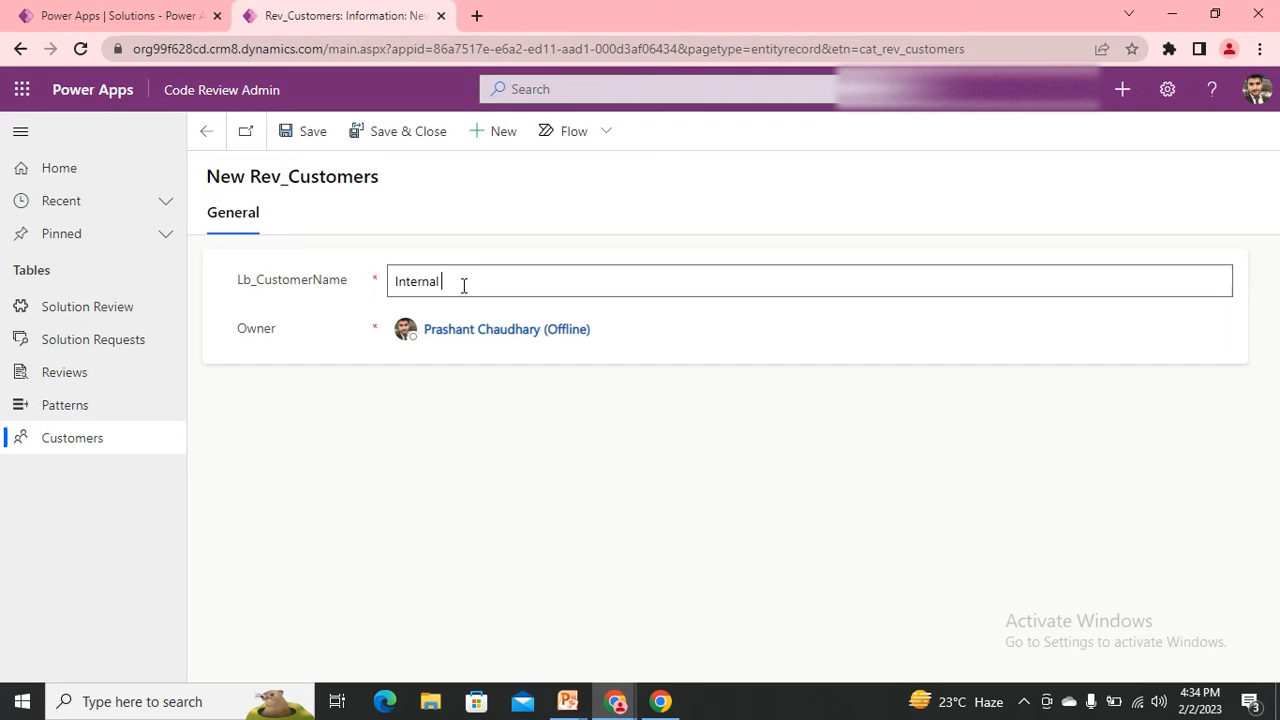 Power Apps | Solutions - Power A
Rev_Customers: Information: New
org99f628cd.crm8.dynamics.com/main.aspx?appid=86a7517e-e6a2-ed11-aad1-000d3af06434&pagetype=entityrecord&etn=cat_rev_customers
Power Apps
Code Review Admin
Search
Save
Save & Close
New
Flow
Home
Recent
Pinned
Tables
Solution Review
Solution Requests
Reviews
Patterns
Customers
New Rev_Customers
General
Lb_CustomerName *
Internal
Owner *
Prashant Chaudhary (Offline)
Activate Windows
Go to Settings to activate Windows.
Type here to search
23°C Haze
4:34 PM
2/2/2023
3